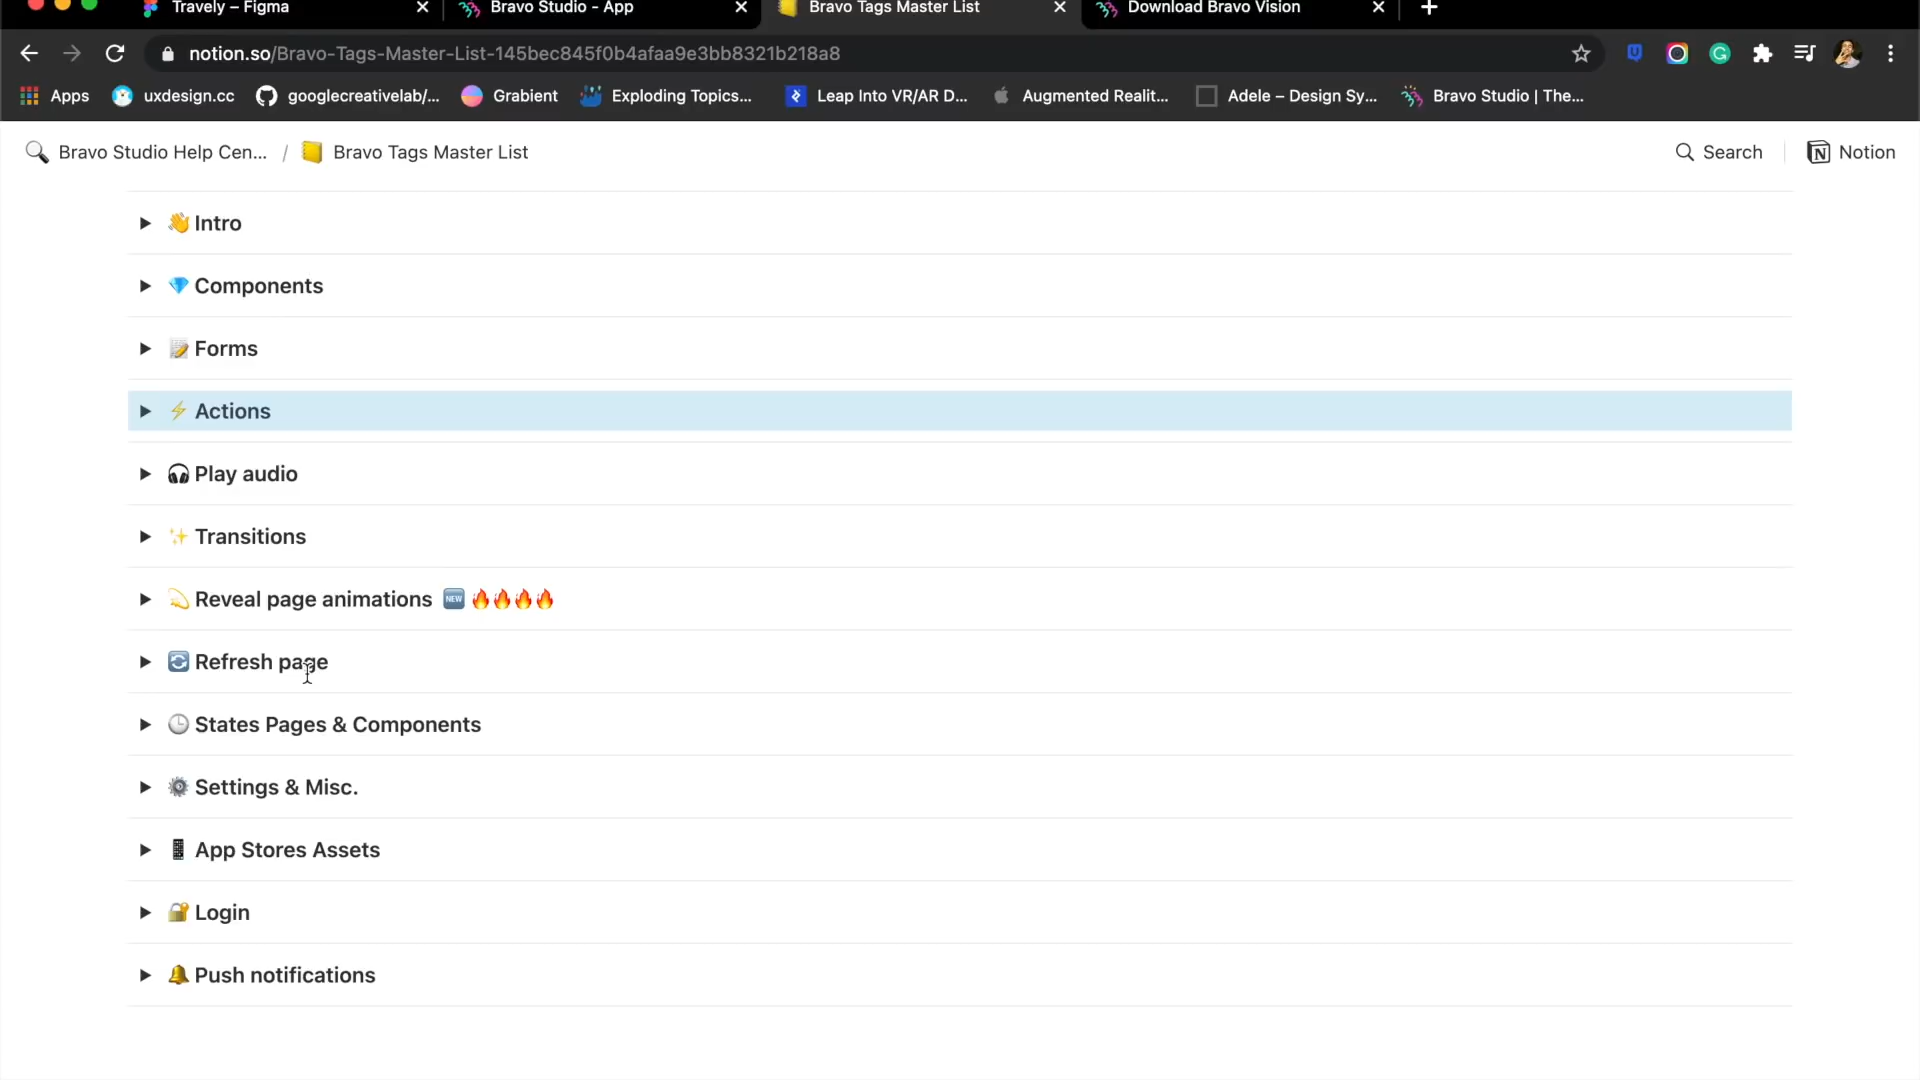 Travely – Figma
Bravo Studio - App
Bravo Tags Master List
Download Bravo Vision
notion.so/Bravo-Tags-Master-List-145bec845f0b4afaa9e3bb8321b218a8
Apps
uxdesign.cc
googlecreativelab/...
Grabient
Exploding Topics...
Leap Into VR/AR D...
Augmented Realit...
Adele – Design Sy...
Bravo Studio | The...
Bravo Studio Help Cen... / Bravo Tags Master List
Search
Notion
Intro
Components
Forms
Actions
Play audio
Transitions
Reveal page animations NEW
Refresh page
States Pages & Components
Settings & Misc.
App Stores Assets
Login
Push notifications